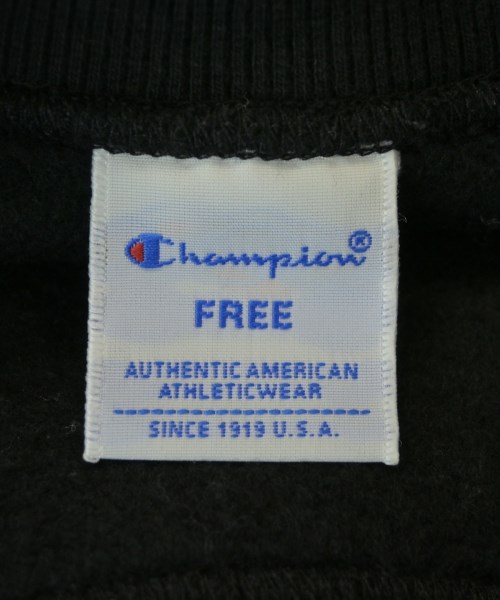 Champion®
FREE
AUTHENTIC AMERICAN
ATHLETICWEAR
SINCE 1919 U.S.A.